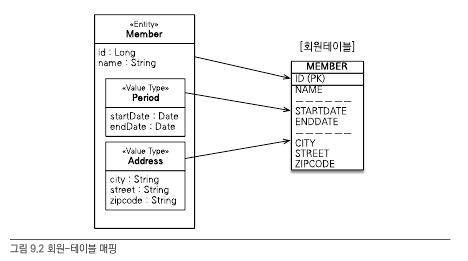 «Entity»
Member
id : Long
name : String
«Value Type»
Period
startDate : Date
endDate : Date
«Value Type»
Address
city : String
street : String
zipcode : String
[회원테이블]
MEMBER
ID (PK)
NAME
STARTDATE
ENDDATE
CITY
STREET
ZIPCODE
그림 9.2 회원-테이블 매핑